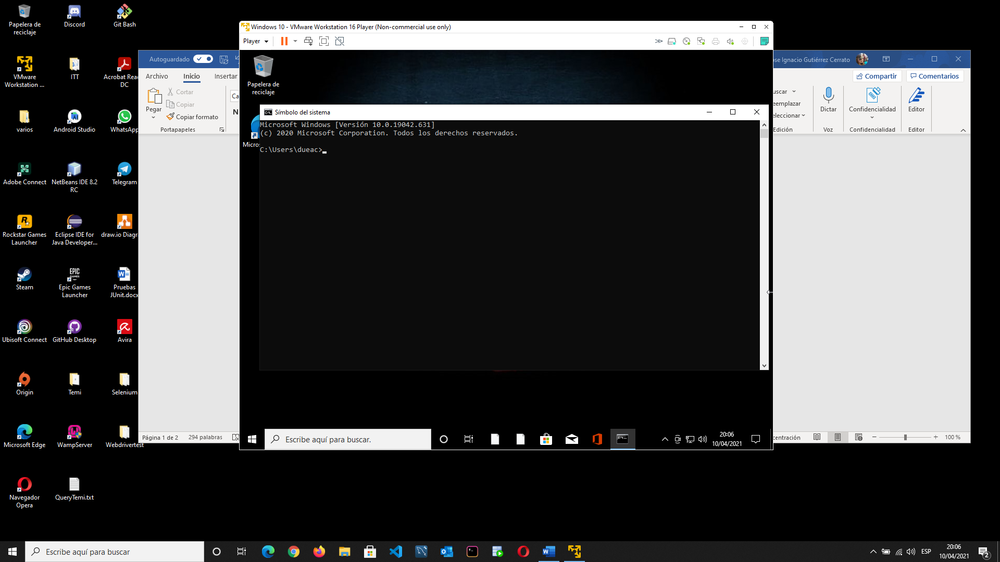 Papelera de
reciclaje
Discord
Git Bash
VMware
Workstation ...
ITT
Acrobat Rea
DC
varios
Android Studio
WhatsApp
Adobe Connect
NetBeans IDE 8.2
RC
Telegram
Rockstar Games
Launcher
Eclipse IDE for
Java Developer...
draw.io Diagr
Steam
Epic Games
Launcher
Pruebas
JUnit.docx
Ubisoft Connect
GitHub Desktop
Avira
Origin
Temi
Selenium
Microsoft Edge
WampServer
Webdrivertest
Navegador
Opera
QueryTemi.txt
Autoguardado
Archivo
Inicio
Insertar
Pegar
Cortar
Copiar
Copiar formato
Portapapeles
Ca
N
Página 1 de 2
294 palabras
Windows 10 - VMware Workstation 16 Player (Non-commercial use only)
Player
Papelera de
reciclaje
Micros
Símbolo del sistema
Microsoft Windows [Versión 10.0.19042.631]
(c) 2020 Microsoft Corporation. Todos los derechos reservados.
C:\Users\dueac>
Escribe aquí para buscar.
20:06
10/04/2021
ose Ignacio Gutiérrez Cerrato
Compartir
Comentarios
uscar
eemplazar
eleccionar
Edición
Dictar
Voz
Confidencialidad
Confidencialidad
Editor
Editor
centración
100 %
Escribe aquí para buscar
ESP
20:06
10/04/2021
2